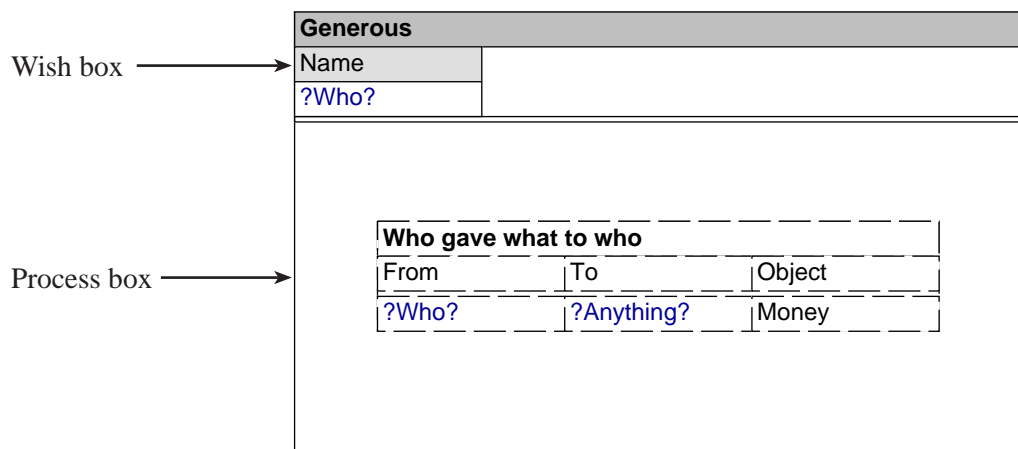 Generous
Wish box
Name
?Who?
Who gave what to who
Process box
From To Object
?Who? ?Anything? Money